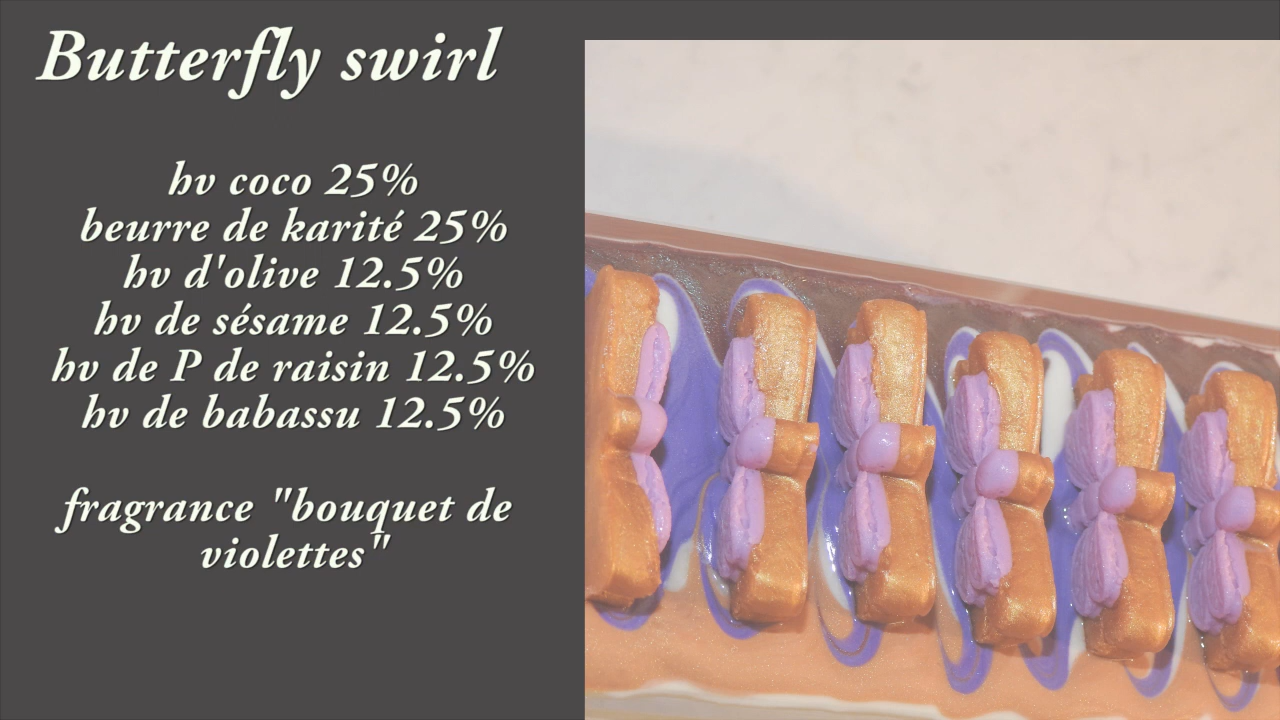 Butterfly swirl
hv coco 25%
beurre de karité 25%
hv d'olive 12.5%
hv de sésame 12.5%
hv de P de raisin 12.5%
hv de babassu 12.5%
fragrance "bouquet de
violettes"